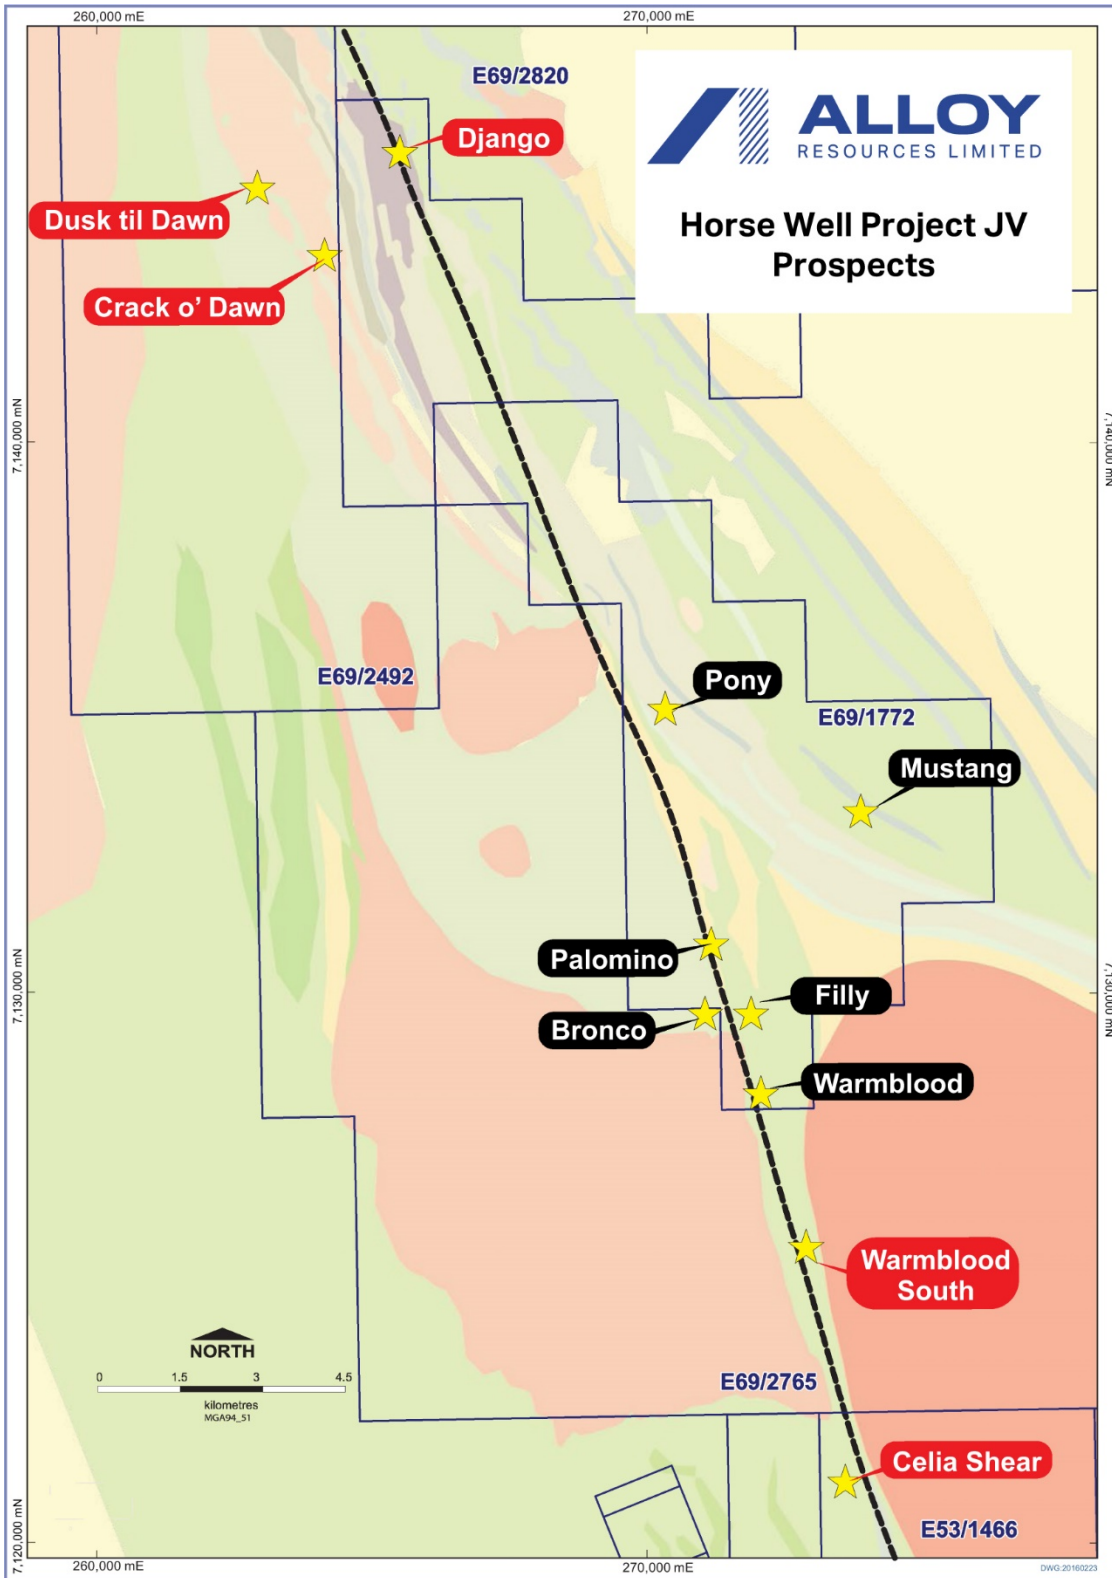 260,000 mE
270,000 mE
E69/2820
ALLOY
RESOURCES LIMITED
Horse Well Project JV
Prospects
Django
Dusk til Dawn
Crack o' Dawn
7,140,000 mN
7,140,000 mN
E69/2492
Pony
E69/1772
Mustang
Palomino
Filly
Bronco
7,130,000 mN
7,130,000 mN
Warmblood
Warmblood
South
NORTH
0 1.5 3 4.5
kilometres
MGA94_51
E69/2765
Celia Shear
E53/1466
7,120,000 mN
260,000 mE
270,000 mE
DWG:20160223